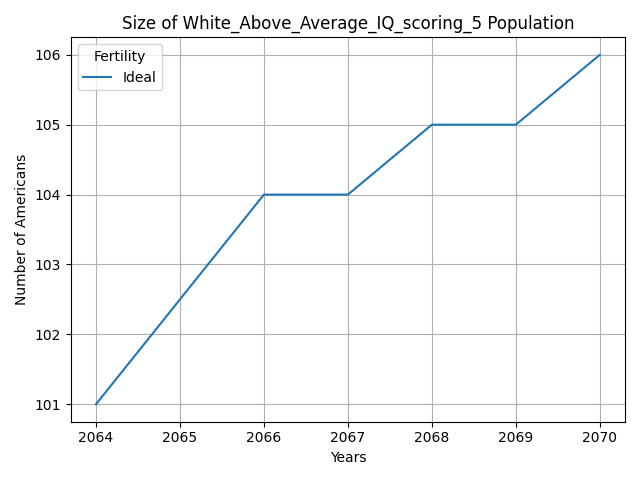 Size of White_Above_Average_IQ_scoring_5 Population
Fertility
Ideal
106
105
104
103
102
101
Number of Americans
2064 2065 2066 2067 2068 2069 2070
Years